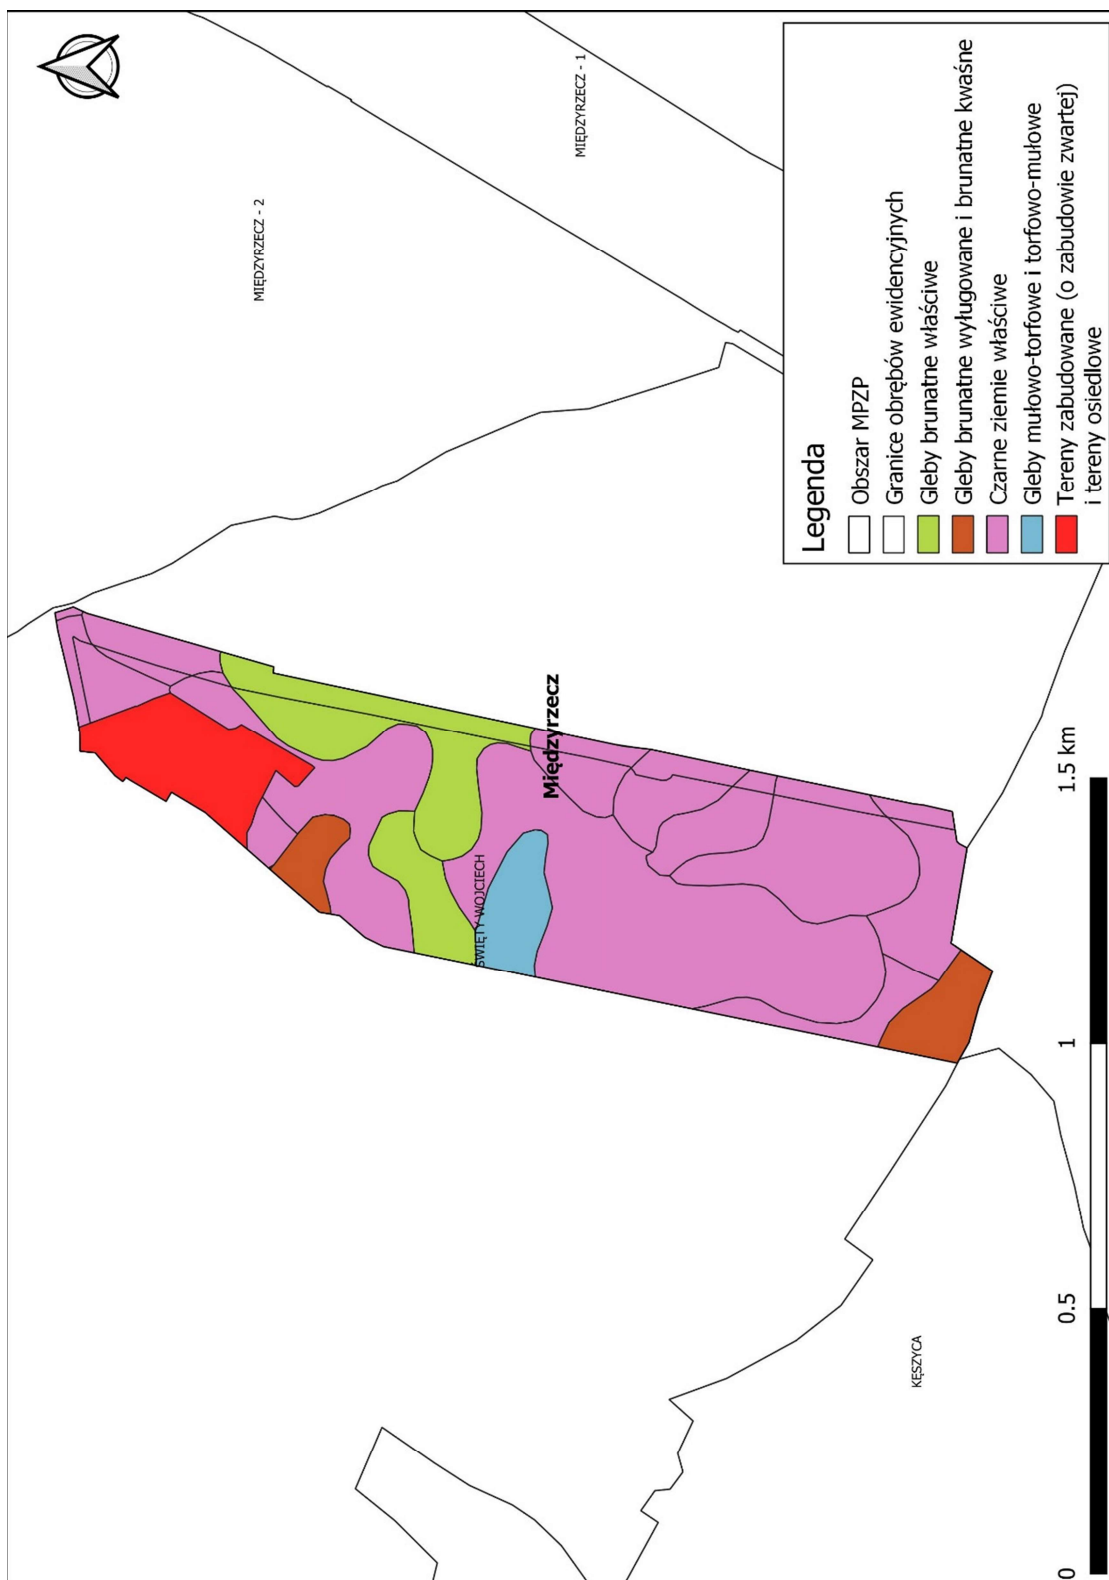 MIĘDZYRZECZ - 2
MIĘDZYRZECZ - 1
Międzyrzecz
ŚWIĘTY WOJCIECH
KĘSZYCA
Legenda
Obszar MPZP
Granice obrębów ewidencyjnych
Gleby brunatne właściwe
Gleby brunatne wyługowane i brunatne kwaśne
Czarne ziemie właściwe
Gleby mułowo-torfowe i torfowo-mułowe
Tereny zabudowane (o zabudowie zwartej)
i tereny osiedlowe
0 0.5 1 1.5 km